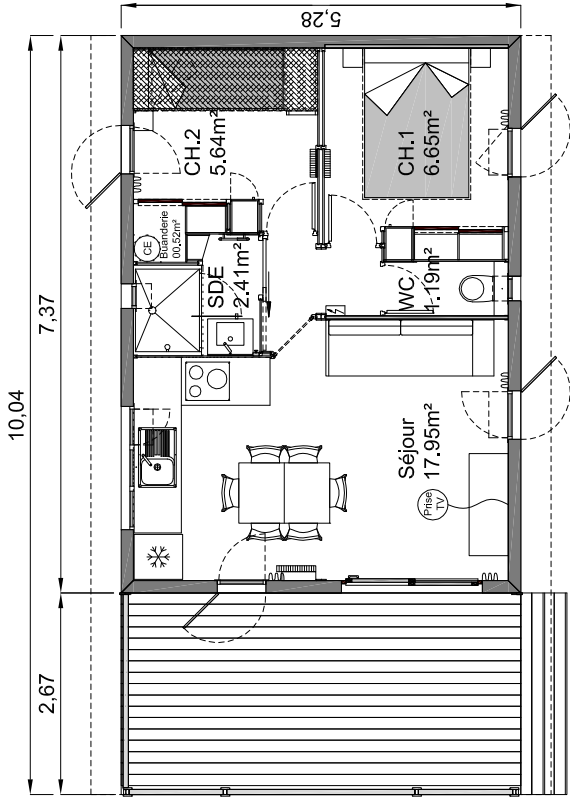 5,28
10,04
7,37
2,67
CH.2
5.64m²
CH.1
6.65m²
CE
Buanderie
00,52m²
SDE
2.41m²
WC
1.19m²
Séjour
17.95m²
Prise
TV